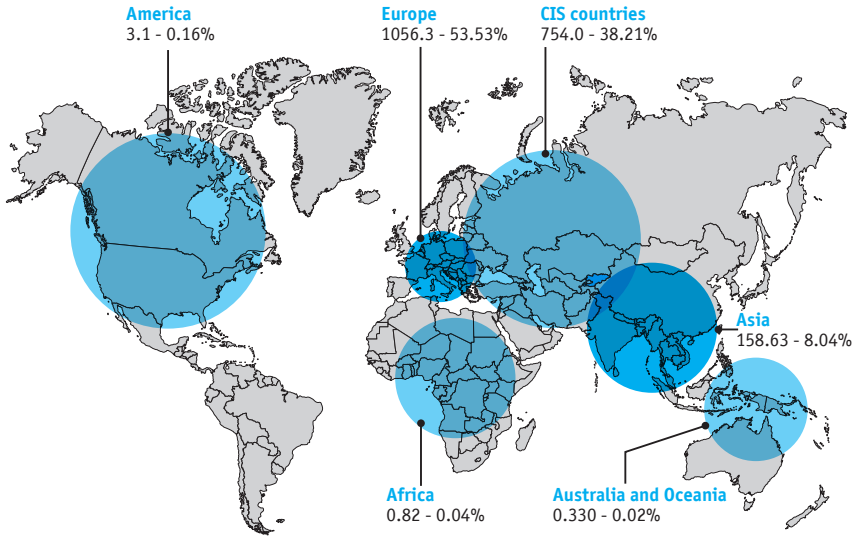 America
3.1 - 0.16%
Europe
1056.3 - 53.53%
CIS countries
754.0 - 38.21%
Asia
158.63 - 8.04%
Africa
0.82 - 0.04%
Australia and Oceania
0.330 - 0.02%